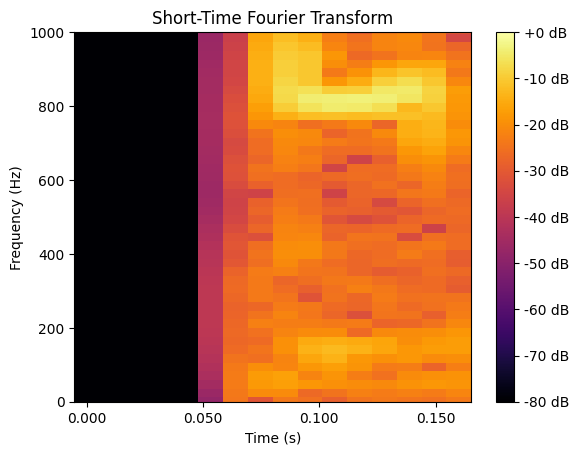 Short-Time Fourier Transform
1000
800
600
400
200
0
Frequency (Hz)
0.000
0.050
0.100
0.150
Time (s)
+0 dB
-10 dB
-20 dB
-30 dB
-40 dB
-50 dB
-60 dB
-70 dB
-80 dB